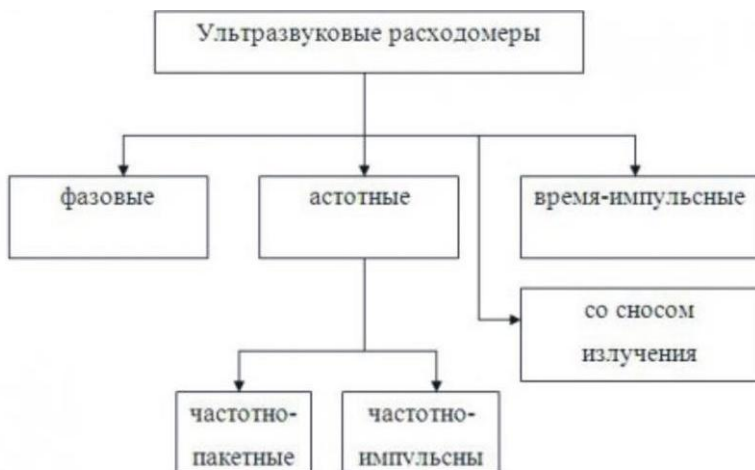 Ультразвуковые расходомеры
фазовые
астотные
время-импульсные
со сносом
излучения
частотно-
пакетные
частотно-
импульсны